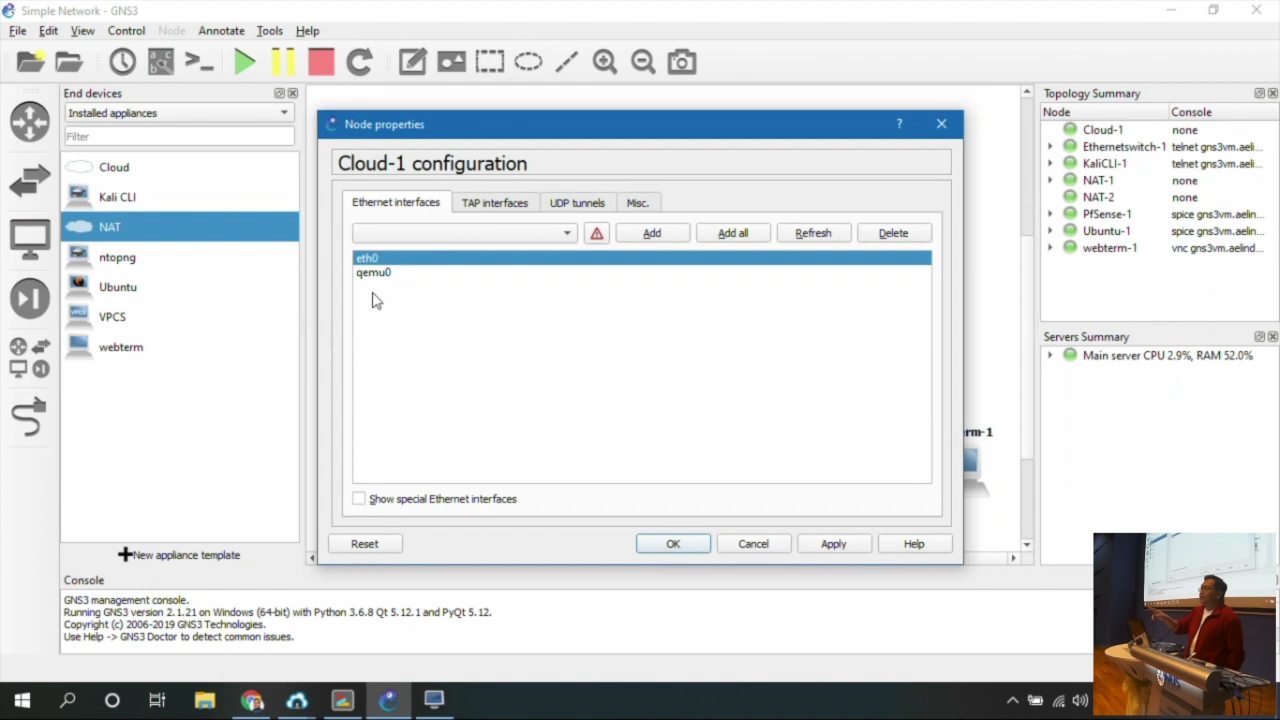 Simple Network - GNS3
File Edit View Control Node Annotate Tools Help
End devices
Installed appliances
Filter
Cloud
Kali CLI
NAT
ntopng
Ubuntu
VPCS
webterm
New appliance template
Node properties
?
Cloud-1 configuration
Ethernet interfaces TAP interfaces UDP tunnels Misc.
Add Add all Refresh Delete
eth0
qemu0
Show special Ethernet interfaces
Reset OK Cancel Apply Help
rm-1
Topology Summary
Node Console
Cloud-1 none
Ethernetswitch-1 telnet gns3vm.aeli...
KaliCLI-1 telnet gns3vm.aeli...
NAT-1 none
NAT-2 none
PfSense-1 spice gns3vm.aelin...
Ubuntu-1 spice gns3vm.aelin...
webterm-1 vnc gns3vm.aelind...
Servers Summary
Main server CPU 2.9%, RAM 52.0%
Console
GNS3 management console.
Running GNS3 version 2.1.21 on Windows (64-bit) with Python 3.6.8 Qt 5.12.1 and PyQt 5.12.
Copyright (c) 2006-2019 GNS3 Technologies.
Use Help -> GNS3 Doctor to detect common issues.
NUS